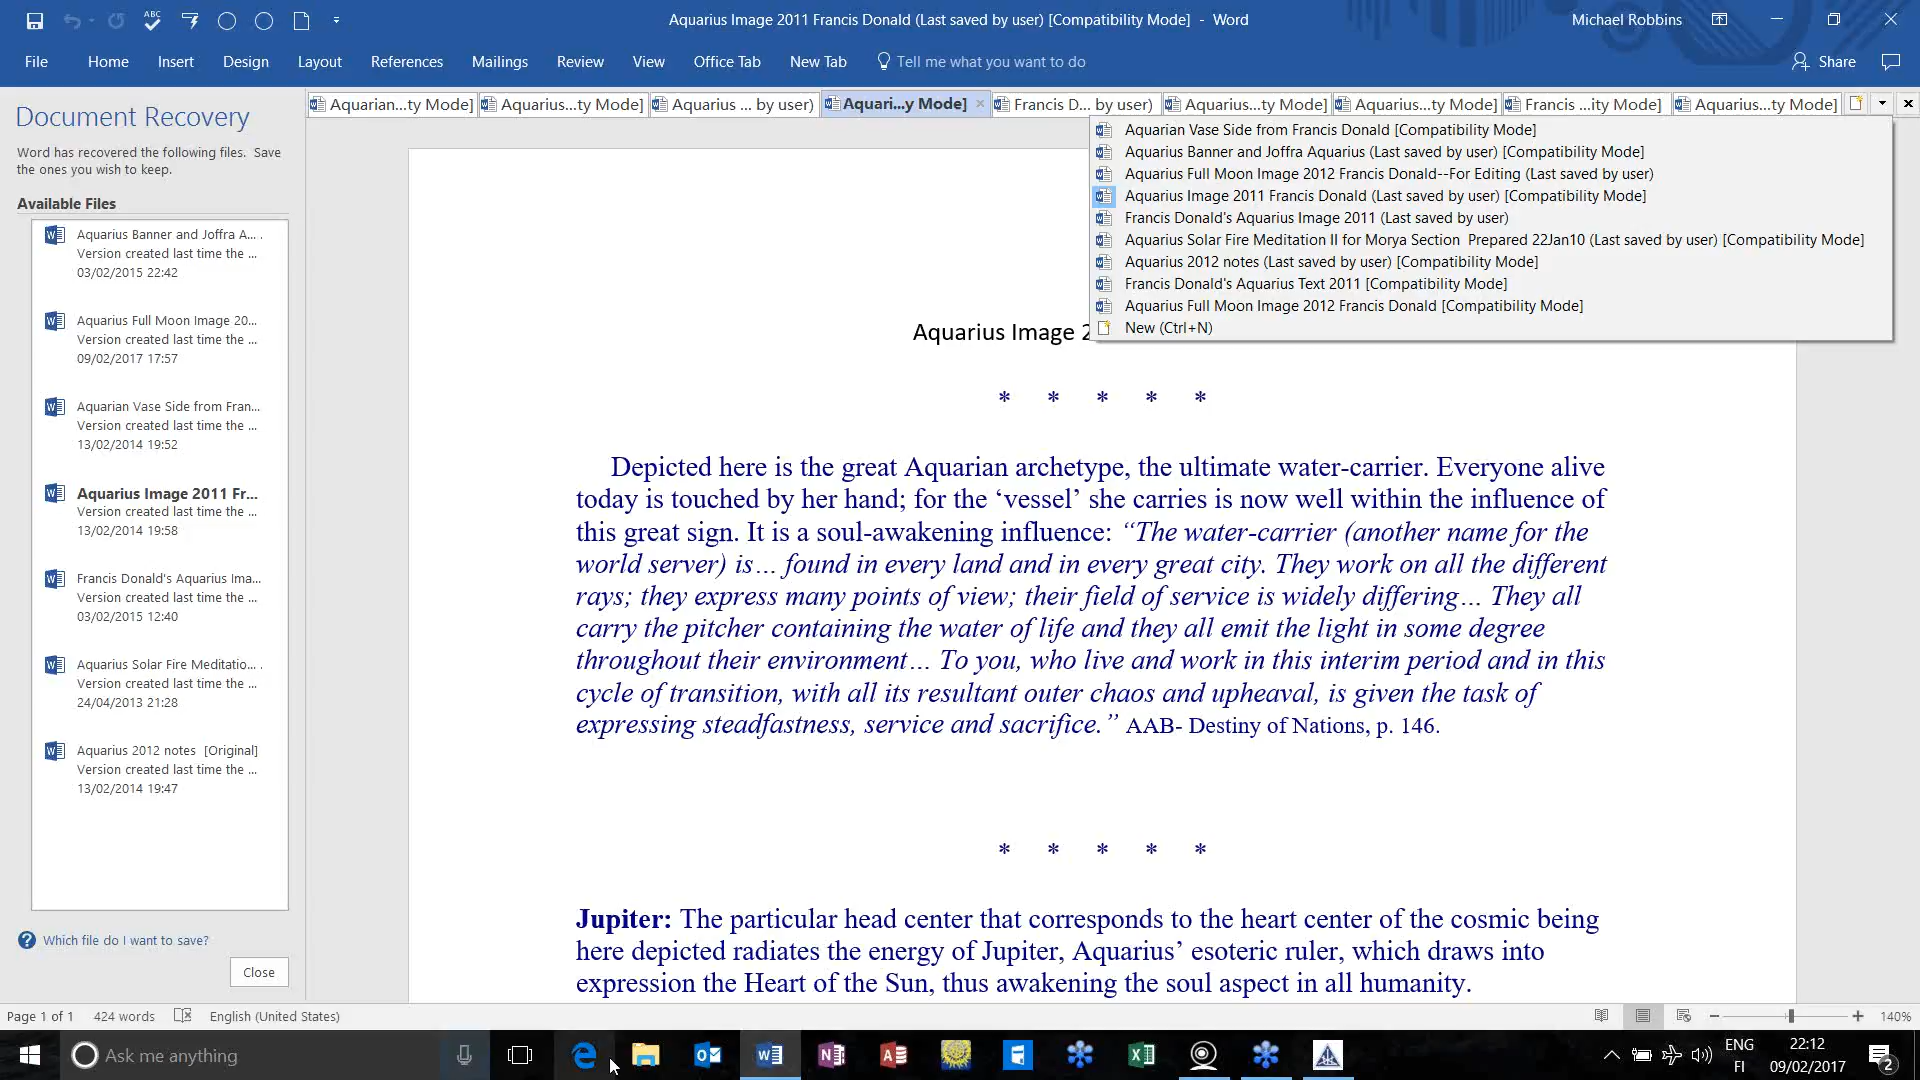 ABC
Aquarius Image 2011 Francis Donald (Last saved by user) [Compatibility Mode] - Word
Michael Robbins
File
Home
Insert
Design
Layout
References
Mailings
Review
View
Office Tab
New Tab
Tell me what you want to do
Share
Document Recovery
Word has recovered the following files. Save
the ones you wish to keep.
Available Files
Aquarius Banner and Joffra A... .
Version created last time the ...
03/02/2015 22:42
Aquarius Full Moon Image 20...
Version created last time the ...
09/02/2017 17:57
Aquarian Vase Side from Fran...
Version created last time the ...
13/02/2014 19:52
Aquarius Image 2011 Fr...
Version created last time the ...
13/02/2014 19:58
Francis Donald's Aquarius Ima...
Version created last time the ...
03/02/2015 12:40
Aquarius Solar Fire Meditatio... .
Version created last time the ...
24/04/2013 21:28
Aquarius 2012 notes [Original]
Version created last time the ...
13/02/2014 19:47
Which file do I want to save?
Close
Aquarian...ty Mode]
Aquarius...ty Mode]
Aquarius ... by user)
Aquari...y Mode]
Francis D... by user)
Aquarius...ty Mode]
Aquarius...ty Mode]
Francis ...ity Mode]
Aquarius...ty Mode]
Aquarian Vase Side from Francis Donald [Compatibility Mode]
Aquarius Banner and Joffra Aquarius (Last saved by user) [Compatibility Mode]
Aquarius Full Moon Image 2012 Francis Donald--For Editing (Last saved by user)
Aquarius Image 2011 Francis Donald (Last saved by user) [Compatibility Mode]
Francis Donald's Aquarius Image 2011 (Last saved by user)
Aquarius Solar Fire Meditation II for Morya Section Prepared 22Jan10 (Last saved by user) [Compatibility Mode]
Aquarius 2012 notes (Last saved by user) [Compatibility Mode]
Francis Donald's Aquarius Text 2011 [Compatibility Mode]
Aquarius Full Moon Image 2012 Francis Donald [Compatibility Mode]
New (Ctrl+N)
Aquarius Image 2
* * * * *
Depicted here is the great Aquarian archetype, the ultimate water-carrier. Everyone alive
today is touched by her hand; for the ‘vessel’ she carries is now well within the influence of
this great sign. It is a soul-awakening influence: “The water-carrier (another name for the
world server) is… found in every land and in every great city. They work on all the different
rays; they express many points of view; their field of service is widely differing… They all
carry the pitcher containing the water of life and they all emit the light in some degree
throughout their environment… To you, who live and work in this interim period and in this
cycle of transition, with all its resultant outer chaos and upheaval, is given the task of
expressing steadfastness, service and sacrifice.” AAB- Destiny of Nations, p. 146.
* * * * *
Jupiter: The particular head center that corresponds to the heart center of the cosmic being
here depicted radiates the energy of Jupiter, Aquarius’ esoteric ruler, which draws into
expression the Heart of the Sun, thus awakening the soul aspect in all humanity.
Page 1 of 1
424 words
English (United States)
140%
Ask me anything
ENG
FI
22:12
09/02/2017
2